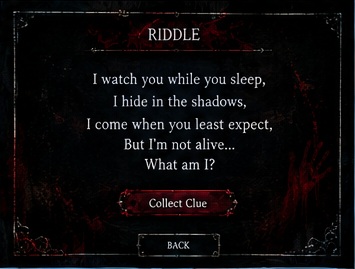 RIDDLE
I watch you while you sleep,
I hide in the shadows,
I come when you least expect,
But I'm not alive...
What am I?
Collect Clue
BACK